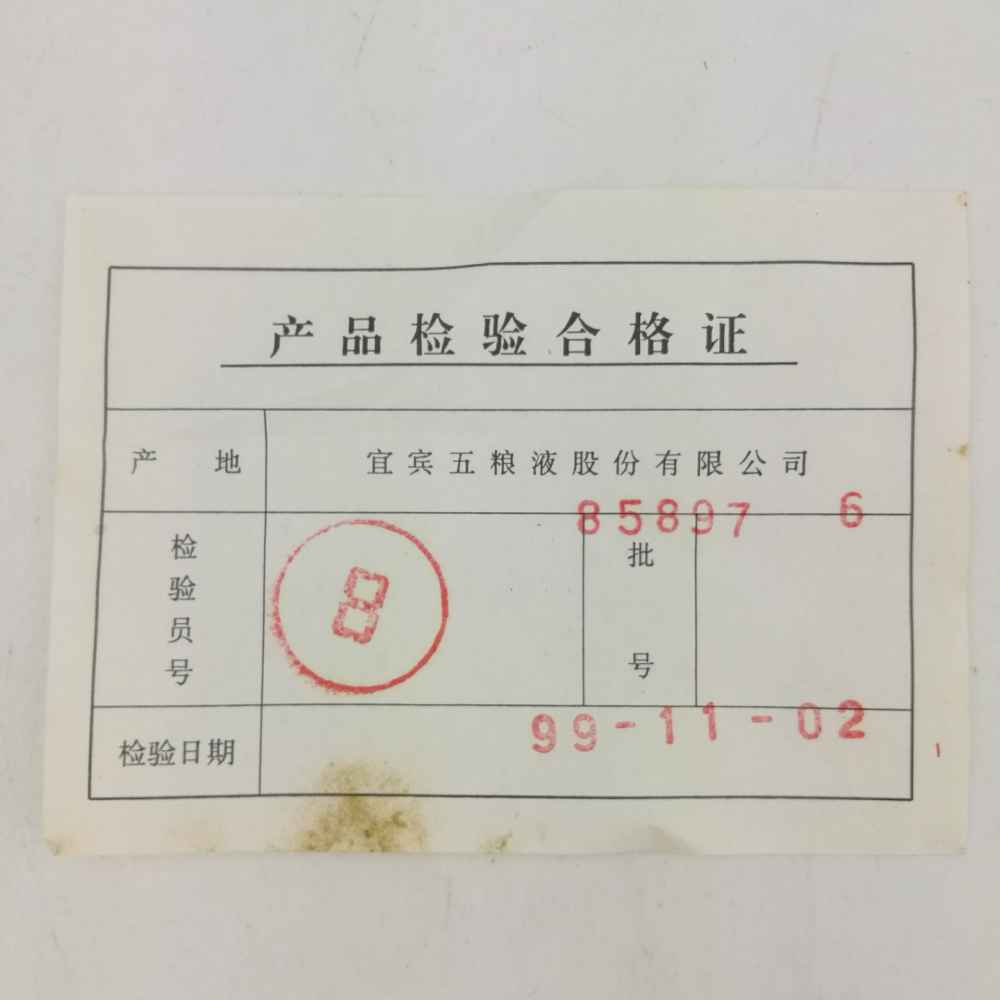 产品检验合格证
产地 宜宾五粮液股份有限公司
检验员号 8 批号 85897 6
检验日期 99-11-02